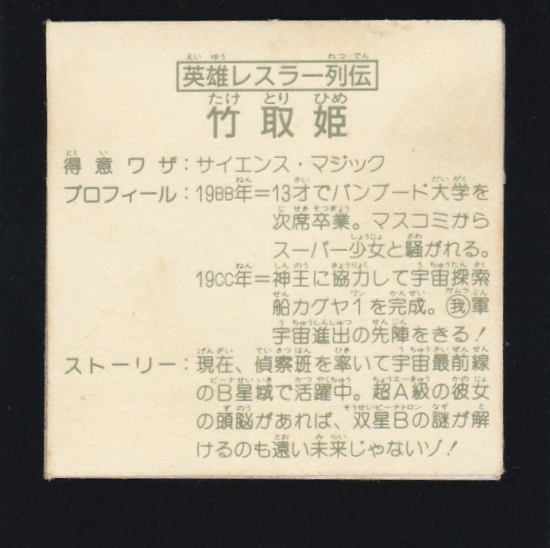 英雄レスラー列伝
竹取姫
得意ワザ:サイエンス・マジック
プロフィール:19BB年=13才でバンブード大学を
次席卒業。マスコミから
スーパー少女と騒がれる。
19CC年=神王に協力して宇宙探索
船カグヤ1を完成。我軍
宇宙進出の先陣をきる!
ストーリー:現在、偵察班を率いて宇宙最前線
のB星域で活躍中。超A級の彼女
の頭脳があれば、双星Bの謎が解
けるのも遠い未来じゃないゾ!